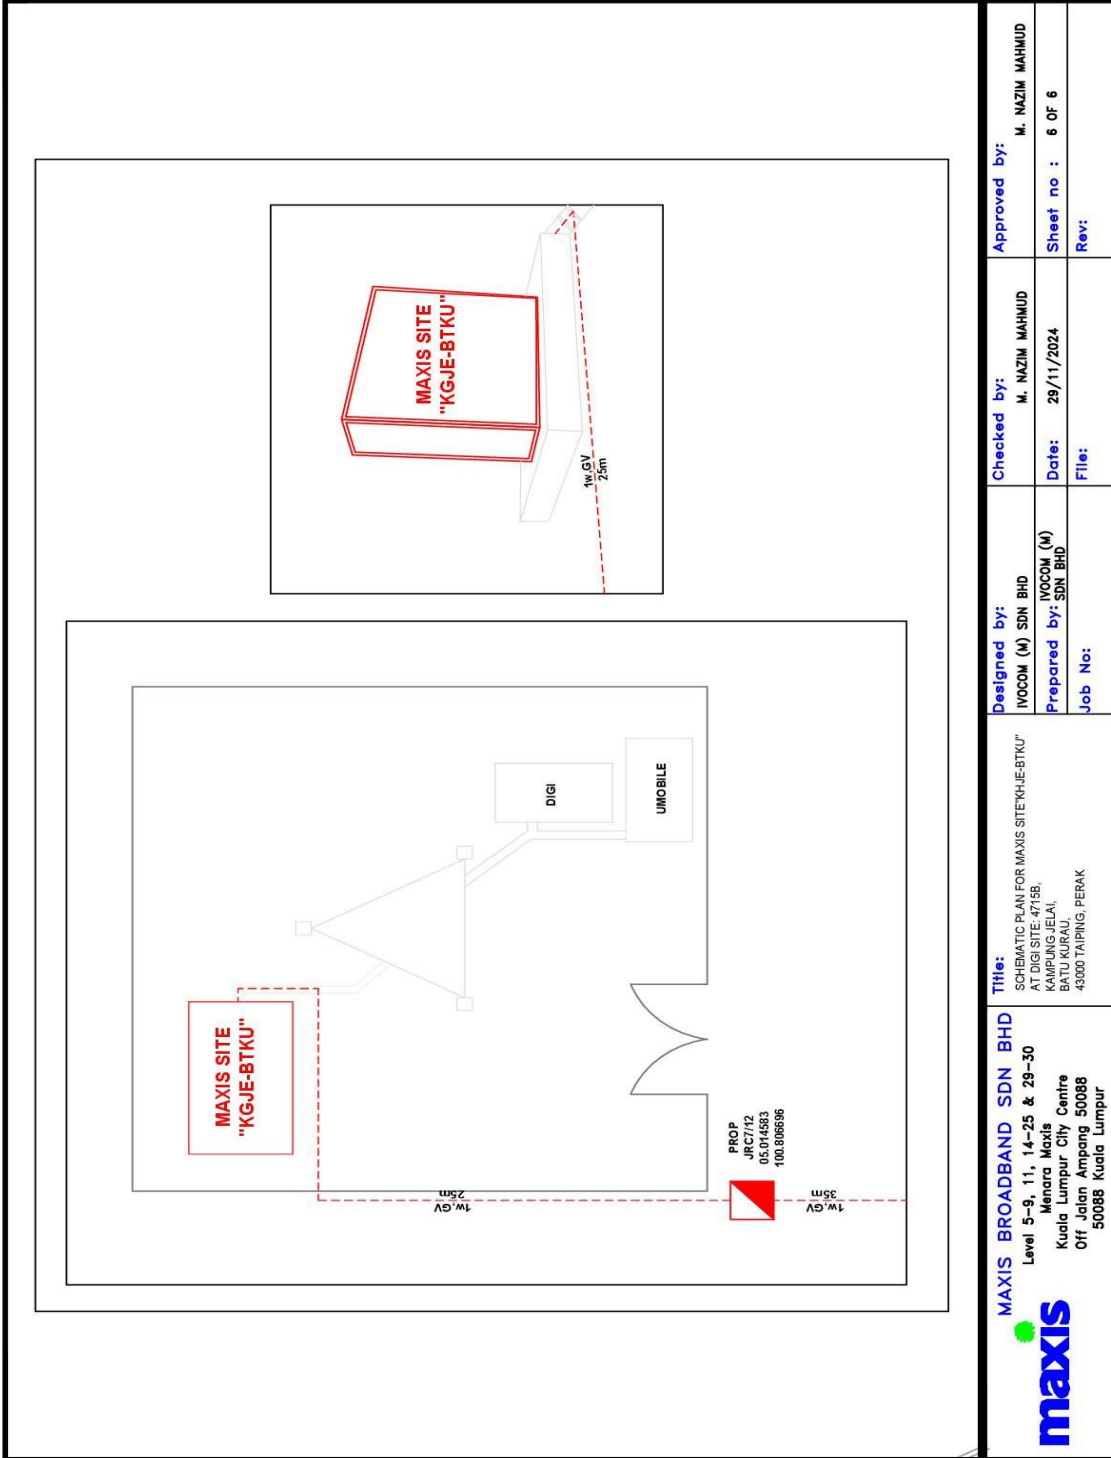 MAXIS SITE
"KGJE-BTKU"
DIGI
UMOBILE
PROP
JRC7/12
05.014583
100.806696
1w,GV
25m
1w,GV
35m
MAXIS SITE
"KGJE-BTKU"
1w,GV
25m
maxis
MAXIS BROADBAND SDN BHD
Level 5-9, 11, 14-25 & 29-30
Menara Maxis
Kuala Lumpur City Centre
Off Jalan Ampang 50088
50088 Kuala Lumpur
Title:
SCHEMATIC PLAN FOR MAXIS SITE"KHJE-BTKU"
AT DIGI SITE: 4715B,
KAMPUNG JELAI,
BATU KURAU,
43000 TAIPING, PERAK
Designed by:
IVOCOM (M) SDN BHD
Prepared by: IVOCOM (M)
SDN BHD
Job No:
Checked by:
M. NAZIM MAHMUD
Date: 29/11/2024
File:
Approved by:
M. NAZIM MAHMUD
Sheet no : 6 OF 6
Rev: